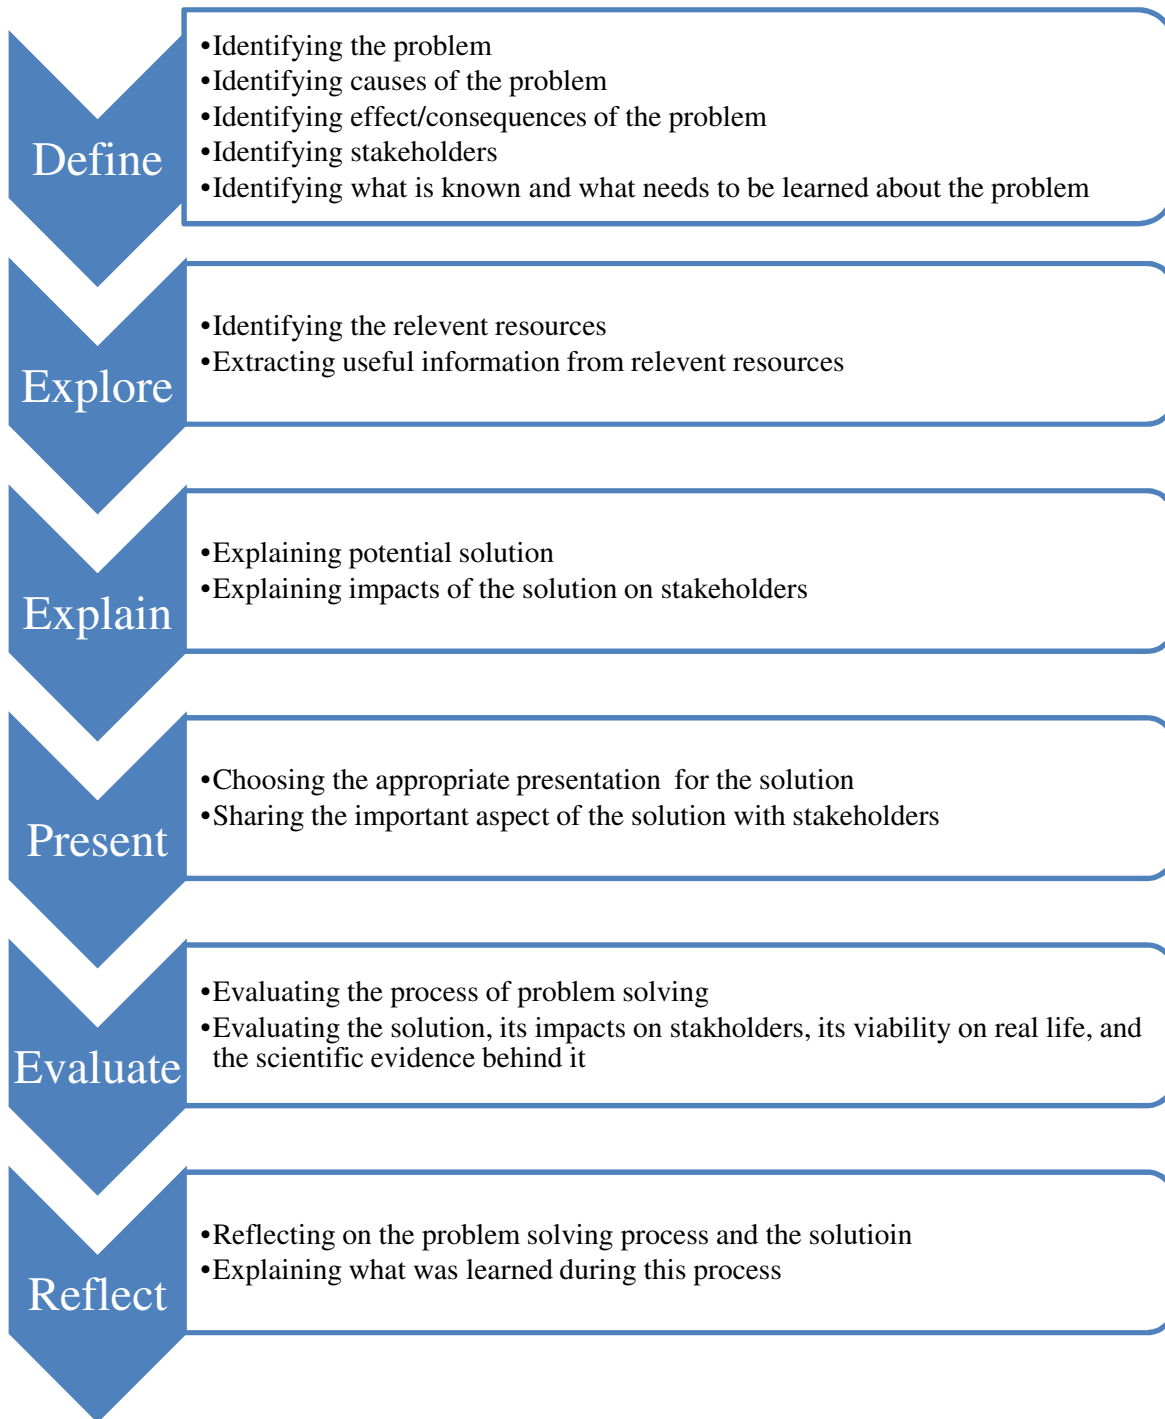 Define
•Identifying the problem
•Identifying causes of the problem
•Identifying effect/consequences of the problem
•Identifying stakeholders
•Identifying what is known and what needs to be learned about the problem
Explore
•Identifying the relevent resources
•Extracting useful information from relevent resources
Explain
•Explaining potential solution
•Explaining impacts of the solution on stakeholders
Present
•Choosing the appropriate presentation  for the solution
•Sharing the important aspect of the solution with stakeholders
Evaluate
•Evaluating the process of problem solving
•Evaluating the solution, its impacts on stakholders, its viability on real life, and
the scientific evidence behind it
Reflect
•Reflecting on the problem solving process and the solutioin
•Explaining what was learned during this process